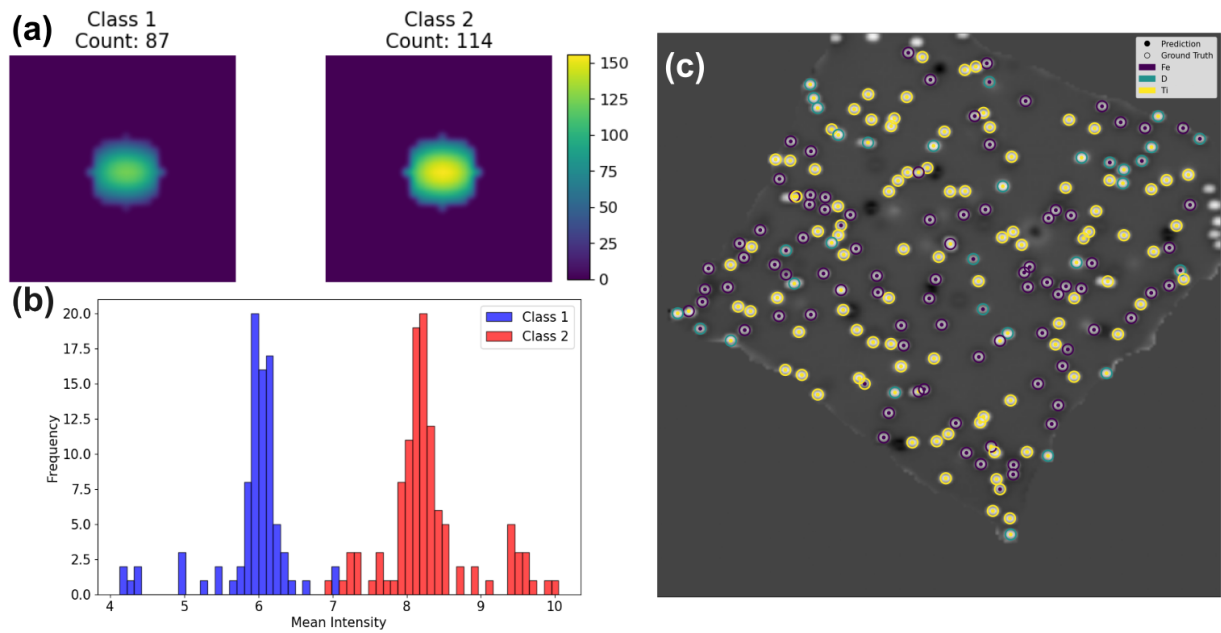 (a)
Class 1
Count: 87
Class 2
Count: 114
150
125
100
75
50
25
0
(b)
20.0
17.5
15.0
12.5
10.0
7.5
5.0
2.5
0.0
Frequency
Class 1
Class 2
4
5
6
7
8
9
10
Mean Intensity
(c)
Prediction
Ground Truth
Fe
D
Ti